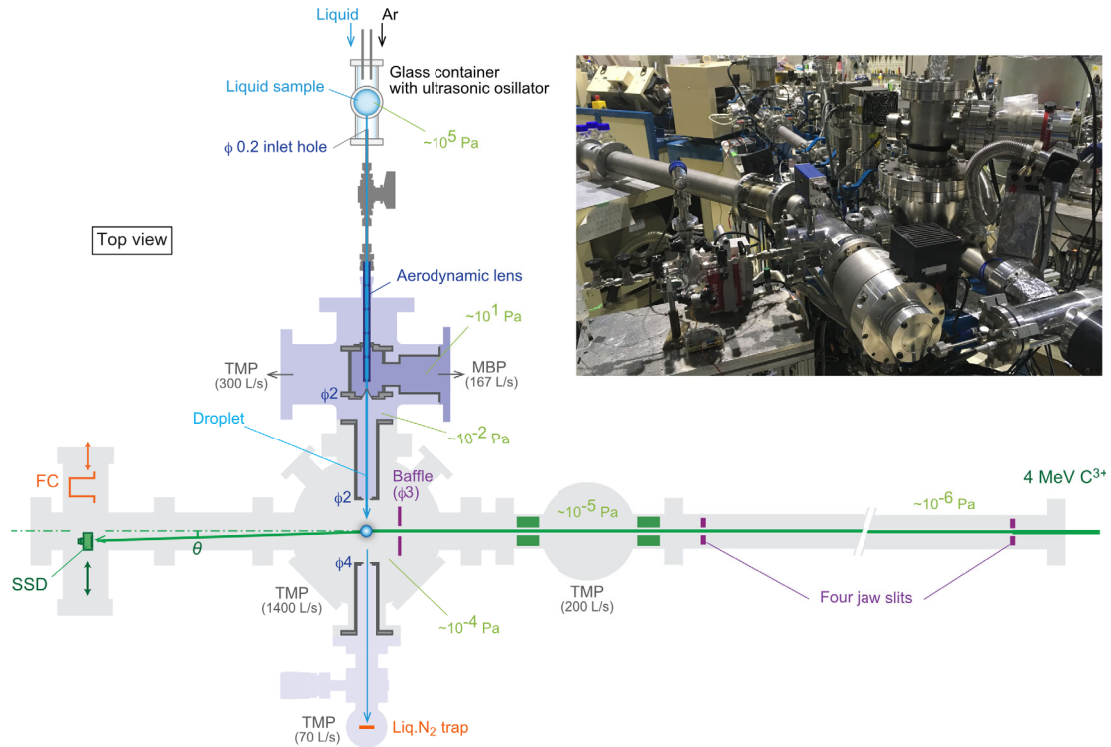 Liquid
Ar
Glass container
with ultrasonic osillator
Liquid sample
~10⁵ Pa
ϕ 0.2 inlet hole
Top view
Aerodynamic lens
~10¹ Pa
TMP
(300 L/s)
MBP
(167 L/s)
ϕ2
Droplet
~10⁻² Pa
FC
Baffle
(ϕ3)
4 MeV C³⁺
ϕ2
~10⁻⁵ Pa
~10⁻⁶ Pa
θ
SSD
ϕ4
TMP
(1400 L/s)
TMP
(200 L/s)
Four jaw slits
~10⁻⁴ Pa
TMP
(70 L/s)
Liq.N₂ trap